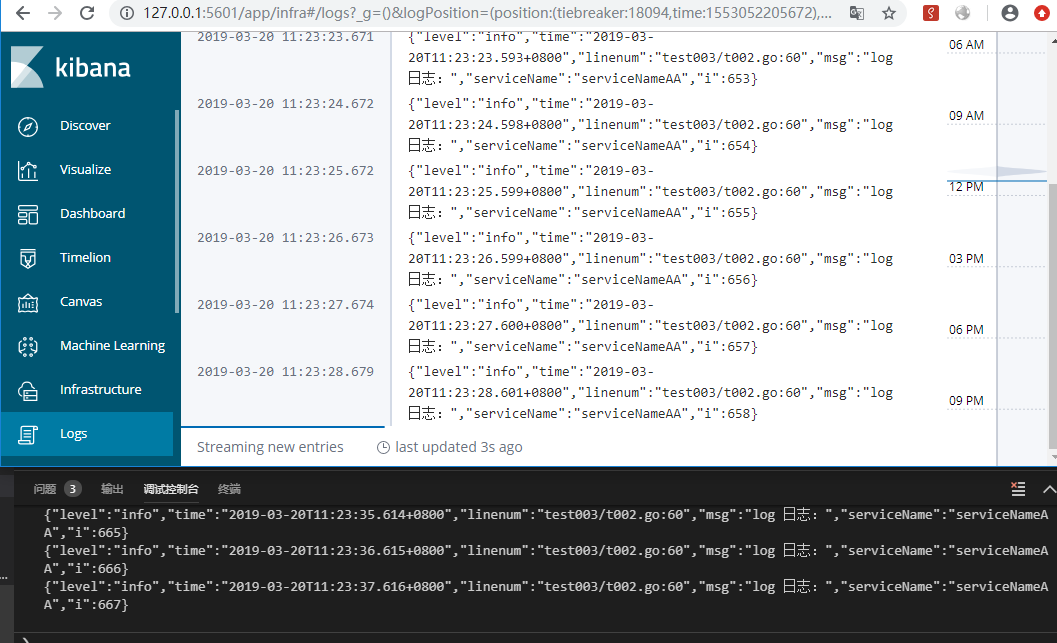 127.0.0.1:5601/app/infra#/logs?_g=()&logPosition=(position:(tiebreaker:18094,time:1553052205672),...
kibana
Discover
Visualize
Dashboard
Timelion
Canvas
Machine Learning
Infrastructure
Logs
2019-03-20 11:23:23.671
{"level":"info","time":"2019-03-
20T11:23:23.593+0800","linenum":"test003/t002.go:60","msg":"log
日志：","serviceName":"serviceNameAA","i":653}
2019-03-20 11:23:24.672
{"level":"info","time":"2019-03-
20T11:23:24.598+0800","linenum":"test003/t002.go:60","msg":"log
日志：","serviceName":"serviceNameAA","i":654}
2019-03-20 11:23:25.672
{"level":"info","time":"2019-03-
20T11:23:25.599+0800","linenum":"test003/t002.go:60","msg":"log
日志：","serviceName":"serviceNameAA","i":655}
2019-03-20 11:23:26.673
{"level":"info","time":"2019-03-
20T11:23:26.599+0800","linenum":"test003/t002.go:60","msg":"log
日志：","serviceName":"serviceNameAA","i":656}
2019-03-20 11:23:27.674
{"level":"info","time":"2019-03-
20T11:23:27.600+0800","linenum":"test003/t002.go:60","msg":"log
日志：","serviceName":"serviceNameAA","i":657}
2019-03-20 11:23:28.679
{"level":"info","time":"2019-03-
20T11:23:28.601+0800","linenum":"test003/t002.go:60","msg":"log
日志：","serviceName":"serviceNameAA","i":658}
06 AM
09 AM
12 PM
03 PM
06 PM
09 PM
Streaming new entries
last updated 3s ago
问题 3 输出 调试控制台 终端
{"level":"info","time":"2019-03-20T11:23:35.614+0800","linenum":"test003/t002.go:60","msg":"log 日志：","serviceName":"serviceNameA
A","i":665}
{"level":"info","time":"2019-03-20T11:23:36.615+0800","linenum":"test003/t002.go:60","msg":"log 日志：","serviceName":"serviceNameA
A","i":666}
{"level":"info","time":"2019-03-20T11:23:37.616+0800","linenum":"test003/t002.go:60","msg":"log 日志：","serviceName":"serviceNameA
A","i":667}